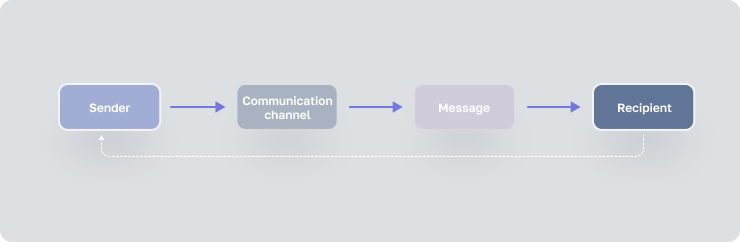 Sender
Communication
channel
Message
Recipient